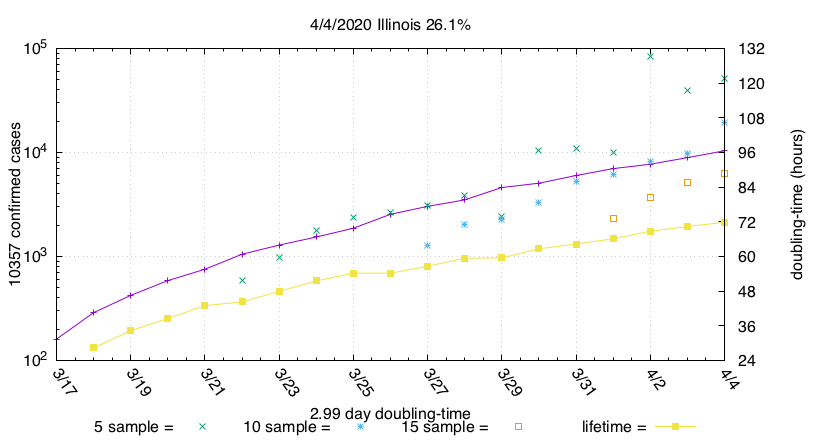 4/4/2020 Illinois 26.1%
10357 confirmed cases
10^5
10^4
10^3
10^2
132
120
108
96
84
72
60
48
36
24
doubling-time (hours)
3/17 3/19 3/21 3/23 3/25 3/27 3/29 3/31 4/2 4/4
2.99 day doubling-time
5 sample = 10 sample = 15 sample = lifetime =